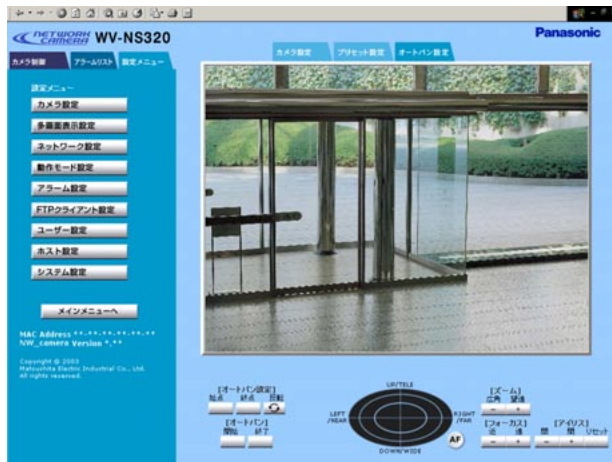 NETWORK CAMERA WV-NS320
Panasonic
カメラ制御 アラームリスト 設定メニュー
カメラ設定 プリセット設定 オートパン設定
設定メニュー
カメラ設定
多画面表示設定
ネットワーク設定
動作モード設定
アラーム設定
FTPクライアント設定
ユーザー設定
ホスト設定
システム設定
メインメニューへ
MAC Address **-**-**-**-**-**
NW_camera Version *.**
Copyright © 2003
Matsushita Electric Industrial Co., Ltd.
All rights reserved.
[オートパン設定]
始点 終点 反転
[オートパン]
開始 終了
UP/TELE
LEFT/NEAR
RIGHT/FAR
DOWN/WIDE
AF
[ズーム]
広角 望遠
- +
[フォーカス]
近 遠
- +
[アイリス]
閉 開 リセット
- +